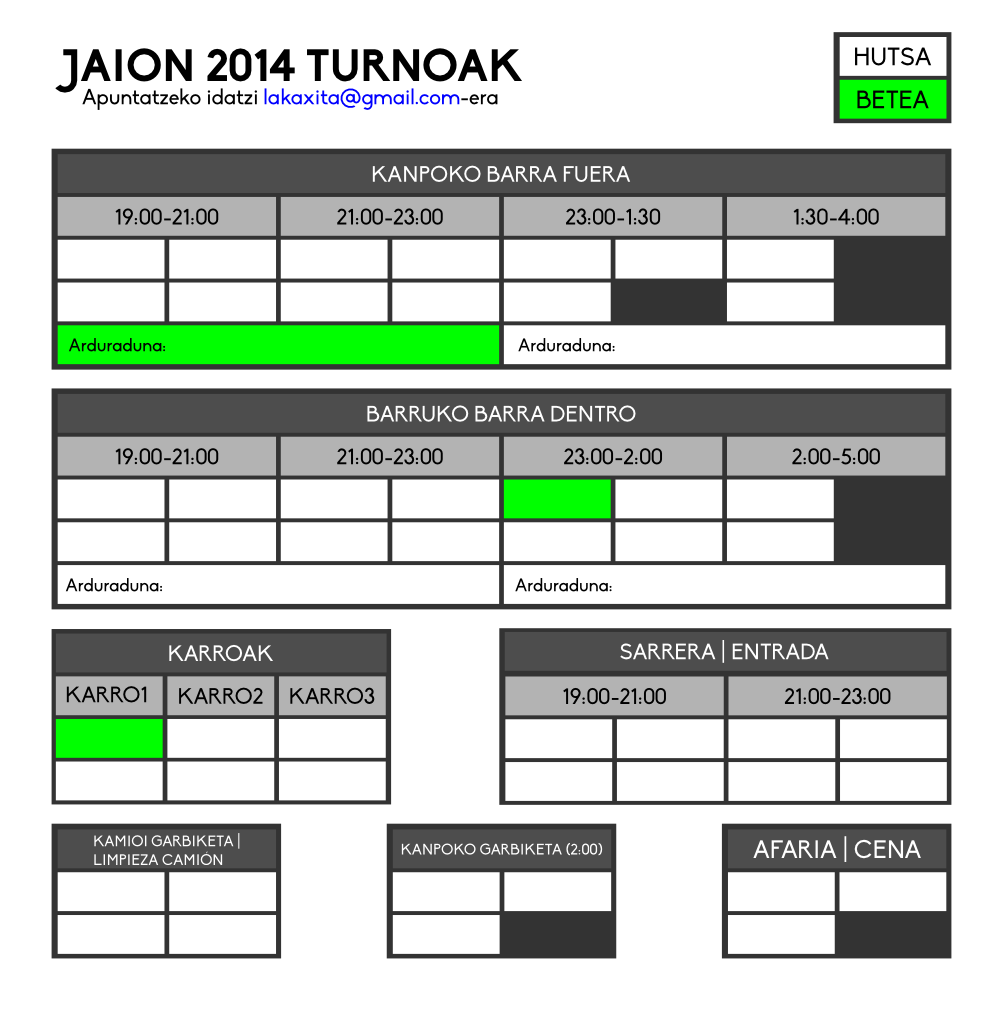 JAION 2014 TURNOAK
Apuntatzeko idatzi lakaxita@gmail.com-era
HUTSA
BETEA
KANPOKO BARRA FUERA
19:00-21:00 21:00-23:00 23:00-1:30 1:30-4:00
Arduraduna: Arduraduna:
BARRUKO BARRA DENTRO
19:00-21:00 21:00-23:00 23:00-2:00 2:00-5:00
Arduraduna: Arduraduna:
KARROAK
KARRO1 KARRO2 KARRO3
SARRERA | ENTRADA
19:00-21:00 21:00-23:00
KAMIOI GARBIKETA |
LIMPIEZA CAMIÓN
KANPOKO GARBIKETA (2:00)
AFARIA | CENA